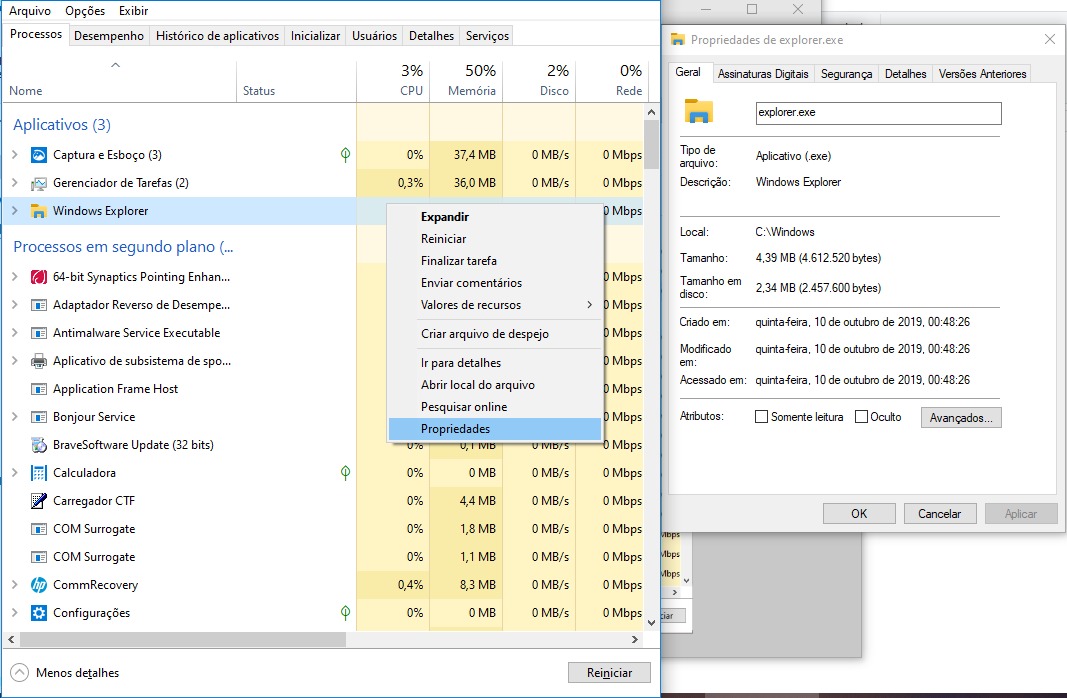 Arquivo Opções Exibir
Processos Desempenho Histórico de aplicativos Inicializar Usuários Detalhes Serviços
3% 50% 2% 0%
Nome Status CPU Memória Disco Rede
Aplicativos (3)
Captura e Esboço (3) 0% 37,4 MB 0 MB/s 0 Mbps
Gerenciador de Tarefas (2) 0,3% 36,0 MB 0 MB/s 0 Mbps
Windows Explorer 0 Mbps
Processos em segundo plano (...
64-bit Synaptics Pointing Enhan... 0 Mbps
Adaptador Reverso de Desempe... 0 Mbps
Antimalware Service Executable 0 Mbps
Aplicativo de subsistema de spo... 0 Mbps
Application Frame Host 0 Mbps
Bonjour Service 0 Mbps
BraveSoftware Update (32 bits) 0% 0,1 MB 0 MB/s 0 Mbps
Calculadora 0% 0 MB 0 MB/s 0 Mbps
Carregador CTF 0% 4,4 MB 0 MB/s 0 Mbps
COM Surrogate 0% 1,8 MB 0 MB/s 0 Mbps
COM Surrogate 0% 1,1 MB 0 MB/s 0 Mbps
CommRecovery 0,4% 8,3 MB 0 MB/s 0 Mbps
Configurações 0% 0 MB 0 MB/s 0 Mbps
Menos detalhes Reiniciar
Expandir
Reiniciar
Finalizar tarefa
Enviar comentários
Valores de recursos
Criar arquivo de despejo
Ir para detalhes
Abrir local do arquivo
Pesquisar online
Propriedades
Propriedades de explorer.exe
Geral Assinaturas Digitais Segurança Detalhes Versões Anteriores
explorer.exe
Tipo de
arquivo: Aplicativo (.exe)
Descrição: Windows Explorer
Local: C:\Windows
Tamanho: 4,39 MB (4.612.520 bytes)
Tamanho em
disco: 2,34 MB (2.457.600 bytes)
Criado em: quinta-feira, 10 de outubro de 2019, 00:48:26
Modificado
em: quinta-feira, 10 de outubro de 2019, 00:48:26
Acessado em: quinta-feira, 10 de outubro de 2019, 00:48:26
Atributos: Somente leitura Oculto Avançados...
OK Cancelar Aplicar
Mbps
Mbps
Mbps
ciar